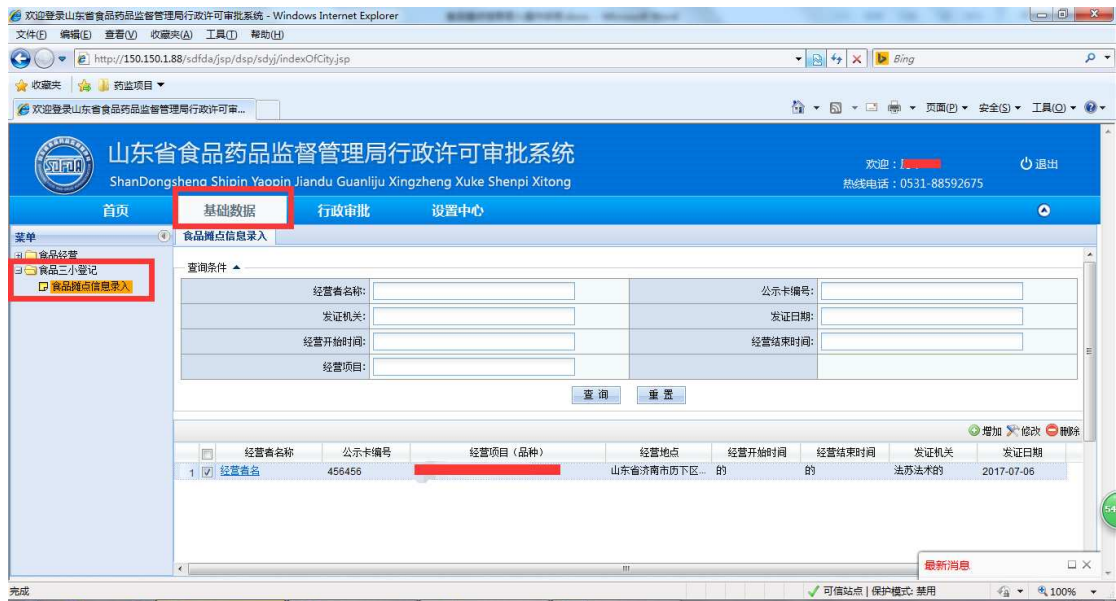 欢迎登录山东省食品药品监督管理局行政许可审批系统 - Windows Internet Explorer
文件(F) 编辑(E) 查看(V) 收藏夹(A) 工具(T) 帮助(H)
http://150.150.1.88/sdfda/jsp/dsp/sdyj/indexOfCity.jsp
Bing
收藏夹 药监项目
欢迎登录山东省食品药品监督管理局行政许可审...
页面(P) 安全(S) 工具(O)
SDFDA
山东省食品药品监督管理局行政许可审批系统
ShanDongsheng Shipin Yaopin Jiandu Guanliju Xingzheng Xuke Shenpi Xitong
欢迎：
退出
热线电话：0531-88592675
首页 基础数据 行政审批 设置中心
菜单
食品经营
食品三小登记
食品摊点信息录入
食品摊点信息录入
查询条件
经营者名称: 公示卡编号:
发证机关: 发证日期:
经营开始时间: 经营结束时间:
经营项目:
查 询 重 置
增加 修改 删除
经营者名称 公示卡编号 经营项目（品种） 经营地点 经营开始时间 经营结束时间 发证机关 发证日期
1 经营者名 456456 山东省济南市历下区... 的 的 法苏法术的 2017-07-06
54
最新消息
完成
可信站点 | 保护模式: 禁用
100%